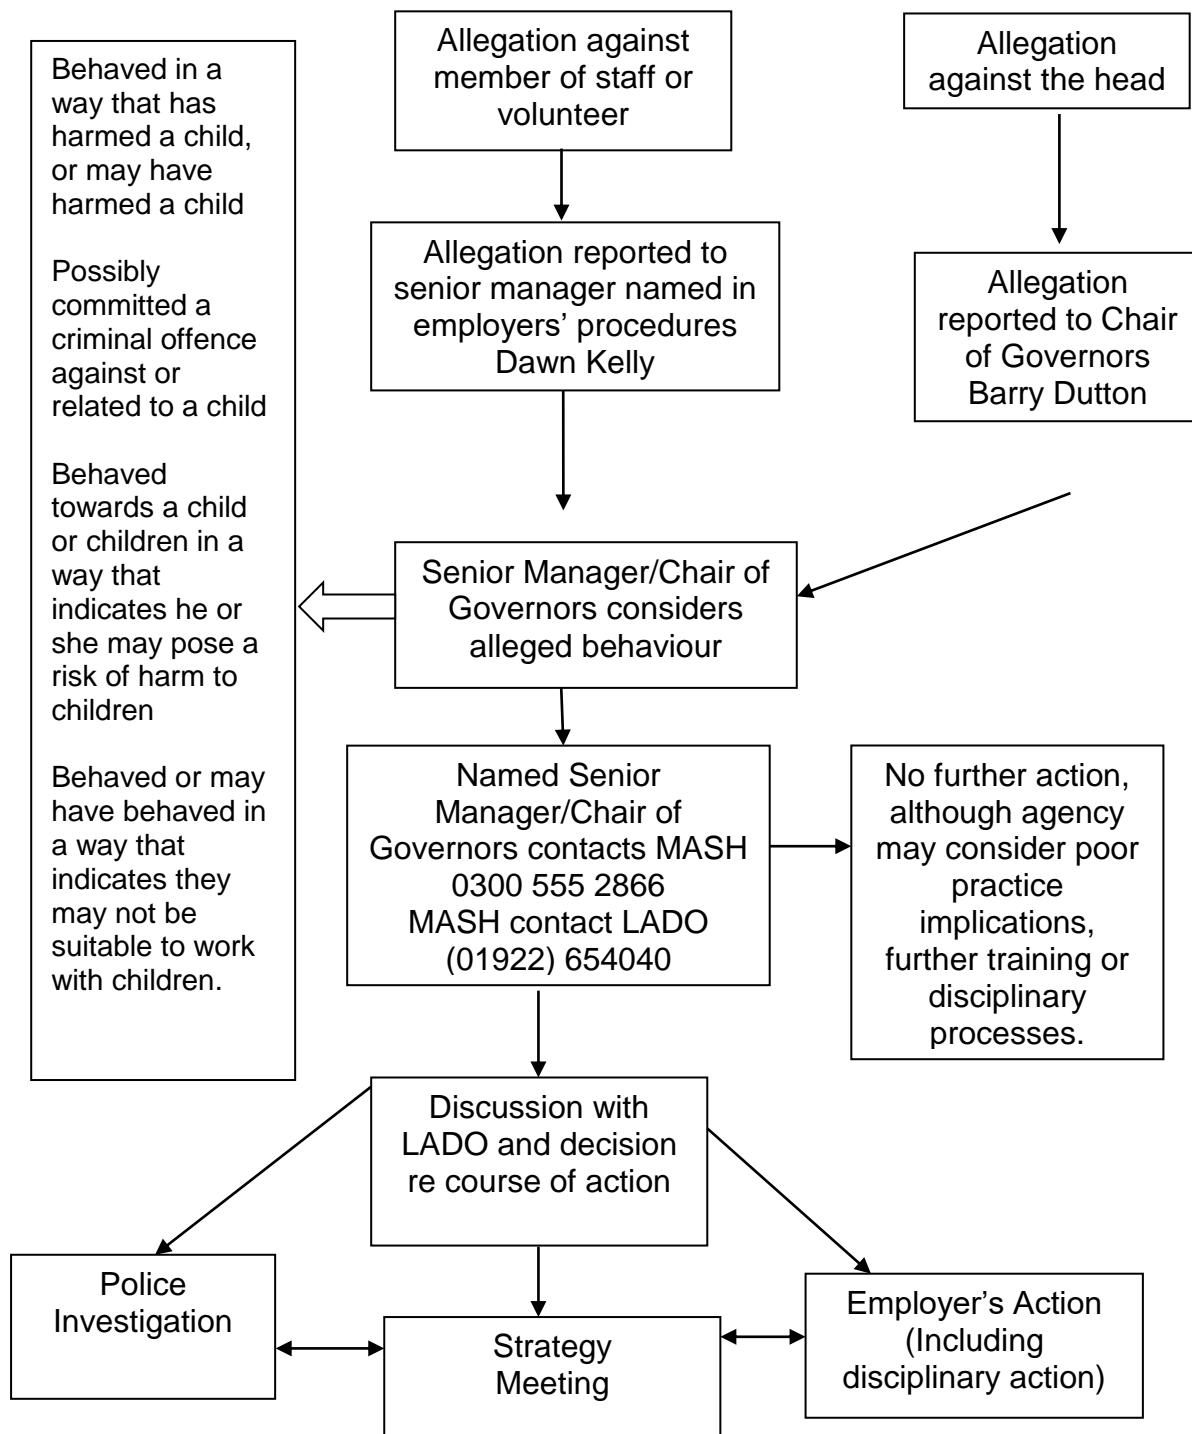 Behaved in a
way that has
harmed a child,
or may have
harmed a child
Possibly
committed a
criminal offence
against or
related to a child
Behaved
towards a child
or children in a
way that
indicates he or
she may pose a
risk of harm to
children
Behaved or may
have behaved in
a way that
indicates they
may not be
suitable to work
with children.
Allegation against
member of staff or
volunteer
Allegation
against the head
Allegation reported to
senior manager named in
employers’ procedures
Dawn Kelly
Allegation
reported to Chair
of Governors
Barry Dutton
Senior Manager/Chair of
Governors considers
alleged behaviour
Named Senior
Manager/Chair of
Governors contacts MASH
0300 555 2866
MASH contact LADO
(01922) 654040
No further action,
although agency
may consider poor
practice
implications,
further training or
disciplinary
processes.
Discussion with
LADO and decision
re course of action
Police
Investigation
Strategy
Meeting
Employer’s Action
(Including
disciplinary action)